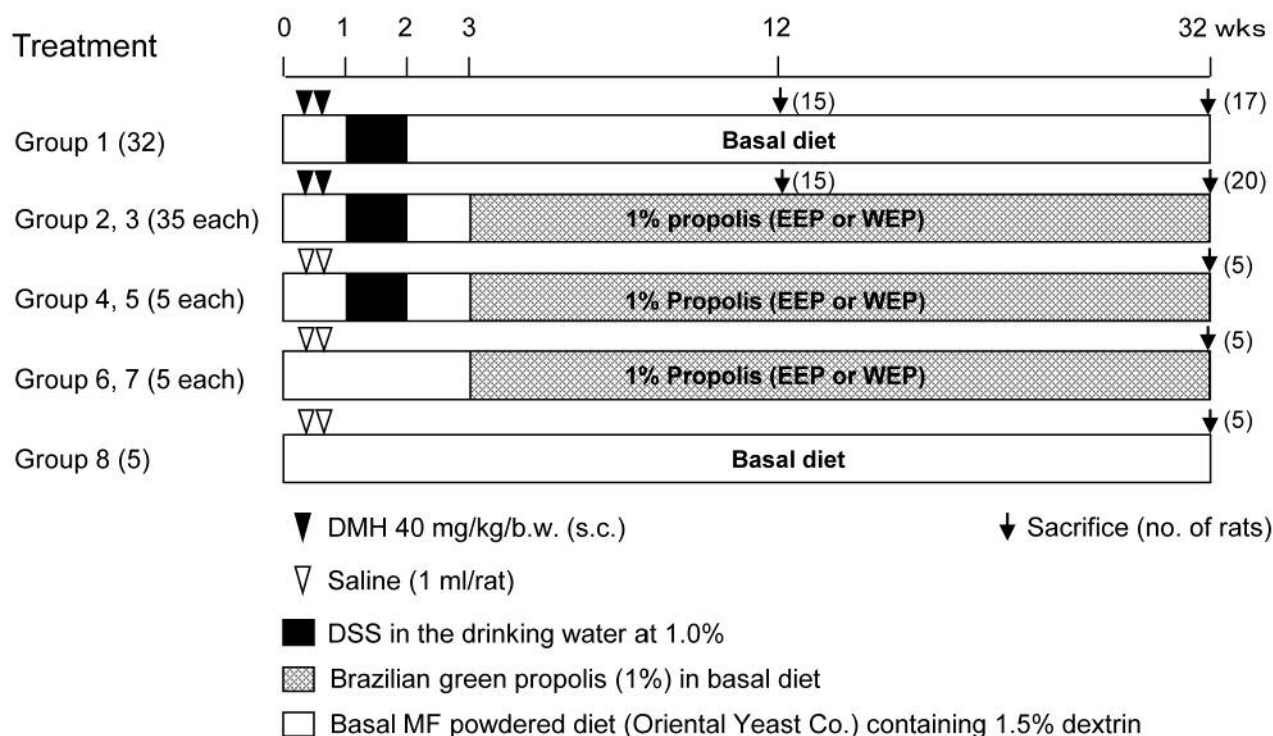 Treatment
0 1 2 3 12 32 wks
(15) (17)
Group 1 (32) Basal diet
(15) (20)
Group 2, 3 (35 each) 1% propolis (EEP or WEP)
(5)
Group 4, 5 (5 each) 1% Propolis (EEP or WEP)
(5)
Group 6, 7 (5 each) 1% Propolis (EEP or WEP)
(5)
Group 8 (5) Basal diet
DMH 40 mg/kg/b.w. (s.c.) Sacrifice (no. of rats)
Saline (1 ml/rat)
DSS in the drinking water at 1.0%
Brazilian green propolis (1%) in basal diet
Basal MF powdered diet (Oriental Yeast Co.) containing 1.5% dextrin